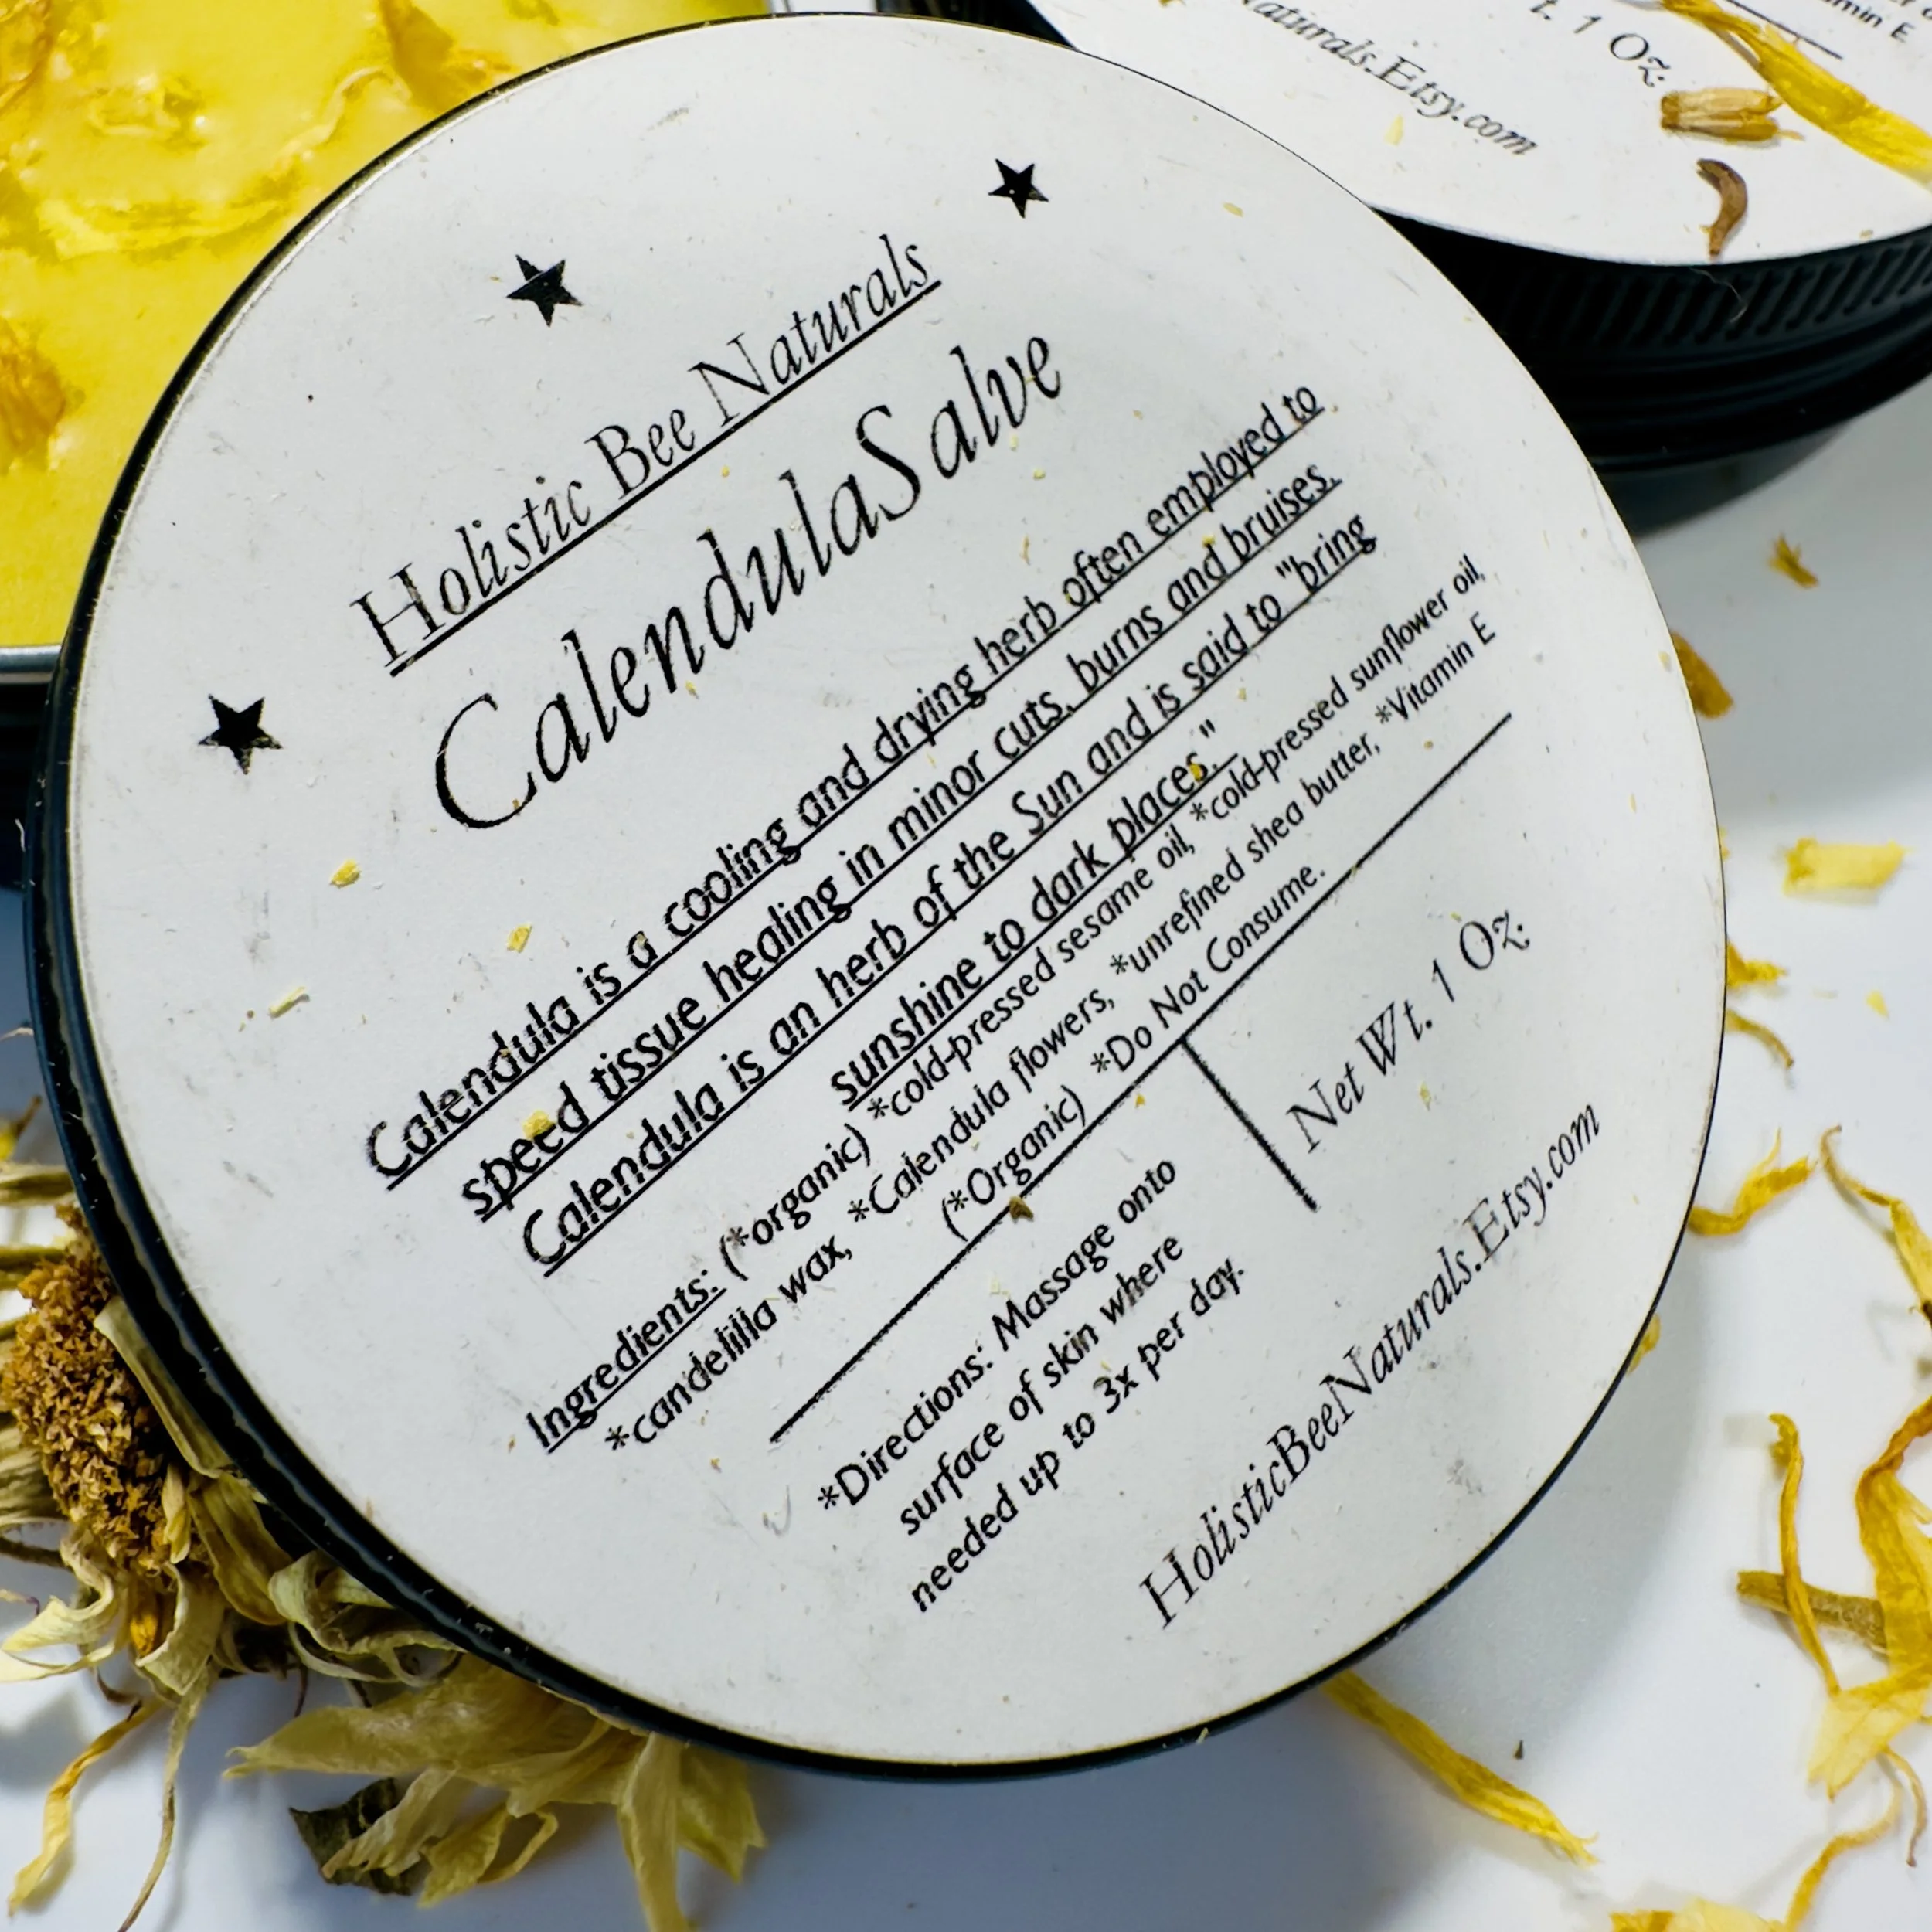 Holistic Bee Naturals
CalendulaSalve
Calendula is a cooling and drying herb often employed to
speed tissue healing in minor cuts, burns and bruises.
Calendula is an herb of the Sun and is said to "'bring
sunshine to dark places."
Ingredients: (*organic) *cold-pressed sesame oil, *cold-pressed sunflower oil,
*candelilla wax, *Calendula flowers, *unrefined shea butter, *Vitamin E
(*Organic) *Do Not Consume.
*Directions: Massage onto
surface of skin where
needed up to 3x per day.
Net Wt. 1 Oz.
HolisticBeeNaturals.Etsy.com
min E
t. 1 Oz.
aturals.Etsy.com